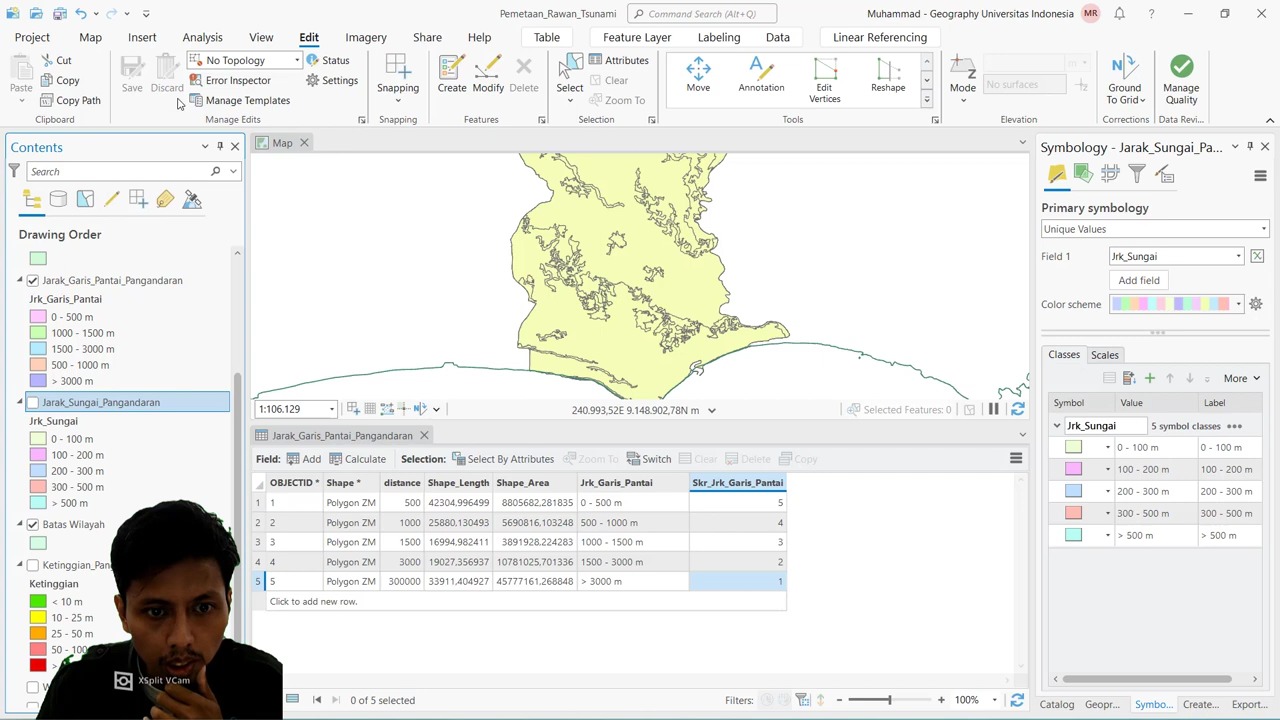 Pemetaan_Rawan_Tsunami
Command Search (Alt+Q)
Muhammad - Geography Universitas Indonesia
MR
Project Map Insert Analysis View Edit Imagery Share Help Table Feature Layer Labeling Data Linear Referencing
Paste
Cut
Copy
Copy Path
Clipboard
Save
Discard
No Topology
Error Inspector
Manage Templates
Status
Settings
Manage Edits
Snapping
Snapping
Create
Modify
Delete
Features
Select
Attributes
Clear
Zoom To
Selection
Move
Annotation
Edit
Vertices
Reshape
Tools
Mode
m
No surfaces
Elevation
Ground
To Grid
Corrections
Manage
Quality
Data Revi...
Contents
Search
Drawing Order
Jarak_Garis_Pantai_Pangandaran
Jrk_Garis_Pantai
0 - 500 m
1000 - 1500 m
1500 - 3000 m
500 - 1000 m
> 3000 m
Jarak_Sungai_Pangandaran
Jrk_Sungai
0 - 100 m
100 - 200 m
200 - 300 m
300 - 500 m
> 500 m
Batas Wilayah
Ketinggian_Pan
Ketinggian
< 10 m
10 - 25 m
25 - 50 m
50 - 100
>
XSplit VCam
Map
1:106.129
240.993,52E 9.148.902,78N m
Selected Features: 0
Jarak_Garis_Pantai_Pangandaran
Field: Add Calculate Selection: Select By Attributes Zoom To Switch Clear Delete Copy
OBJECTID * Shape * distance Shape_Length Shape_Area Jrk_Garis_Pantai Skr_Jrk_Garis_Pantai
1 1 Polygon ZM 500 42304,996499 8805682,281835 0 - 500 m 5
2 2 Polygon ZM 1000 25880,130493 5690816,103248 500 - 1000 m 4
3 3 Polygon ZM 1500 16994,982411 3891928,224283 1000 - 1500 m 3
4 4 Polygon ZM 3000 19027,356937 10781025,701336 1500 - 3000 m 2
5 5 Polygon ZM 300000 33911,404927 45777161,268848 > 3000 m 1
Click to add new row.
0 of 5 selected
Filters:
100%
Symbology - Jarak_Sungai_Pa...
Primary symbology
Unique Values
Field 1 Jrk_Sungai
Add field
Color scheme
Classes Scales
More
Symbol Value Label
Jrk_Sungai 5 symbol classes
0 - 100 m 0 - 100 m
100 - 200 m 100 - 200 m
200 - 300 m 200 - 300 m
300 - 500 m 300 - 500 m
> 500 m > 500 m
Catalog Geopr... Symbo... Create... Export...